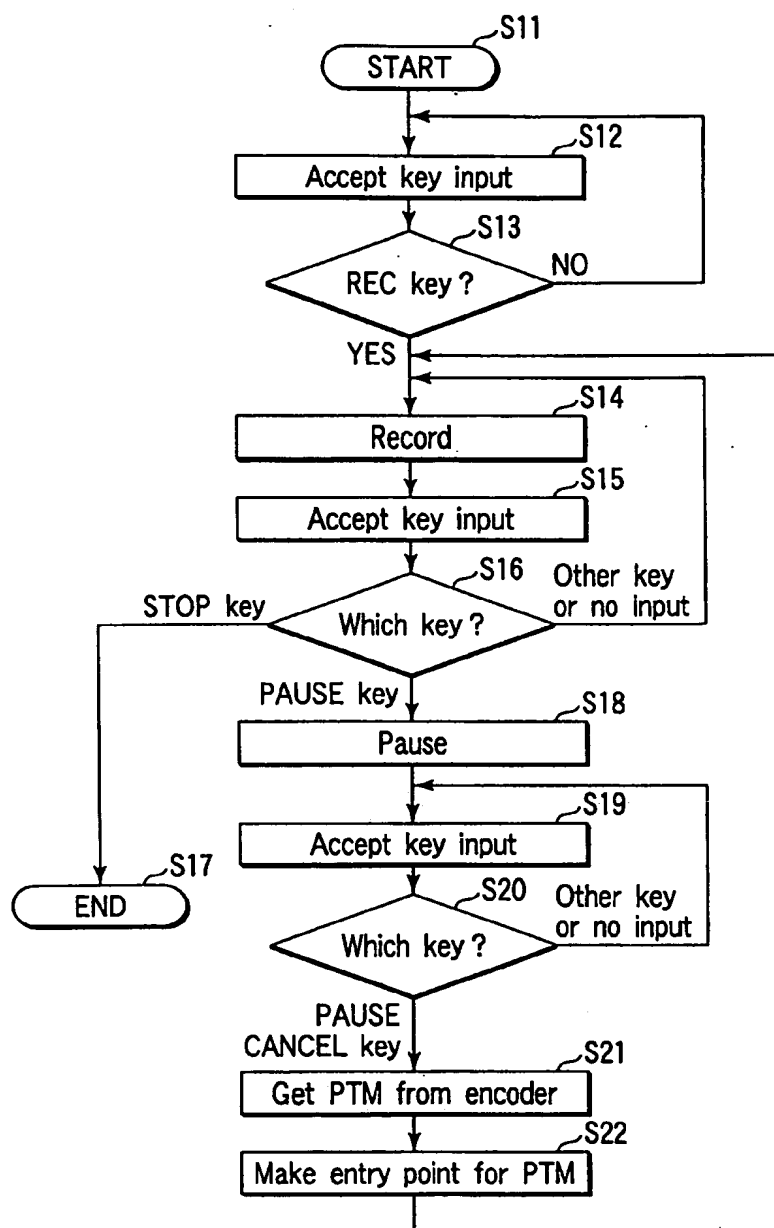 S11
START
S12
Accept key input
S13
REC key?
NO
YES
S14
Record
S15
Accept key input
S16
Which key?
STOP key
Other key
or no input
PAUSE key
S18
Pause
S19
Accept key input
S17
END
S20
Which key?
Other key
or no input
PAUSE
CANCEL key
S21
Get PTM from encoder
S22
Make entry point for PTM